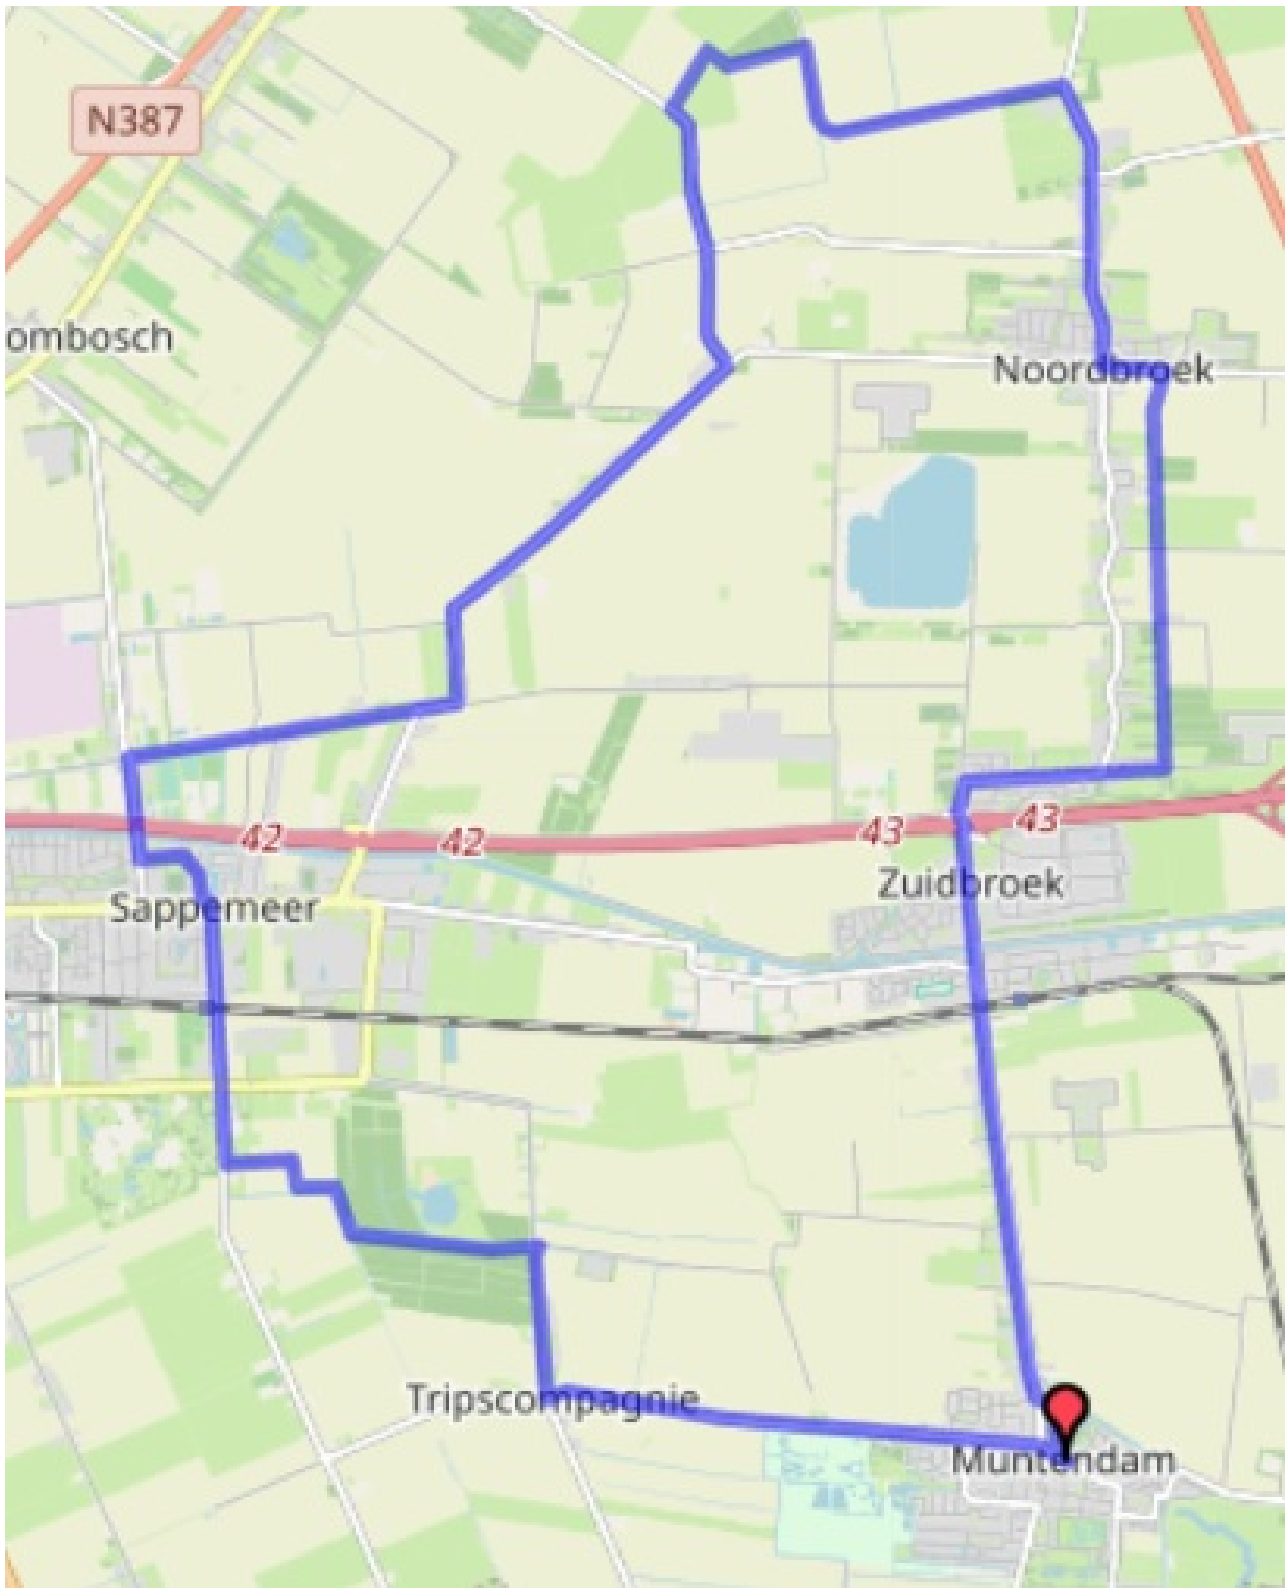 N387
ombosch
Noordbroek
42
42
43
43
Zuidbroek
Sappemeer
Tripscompagnie
Muntendam